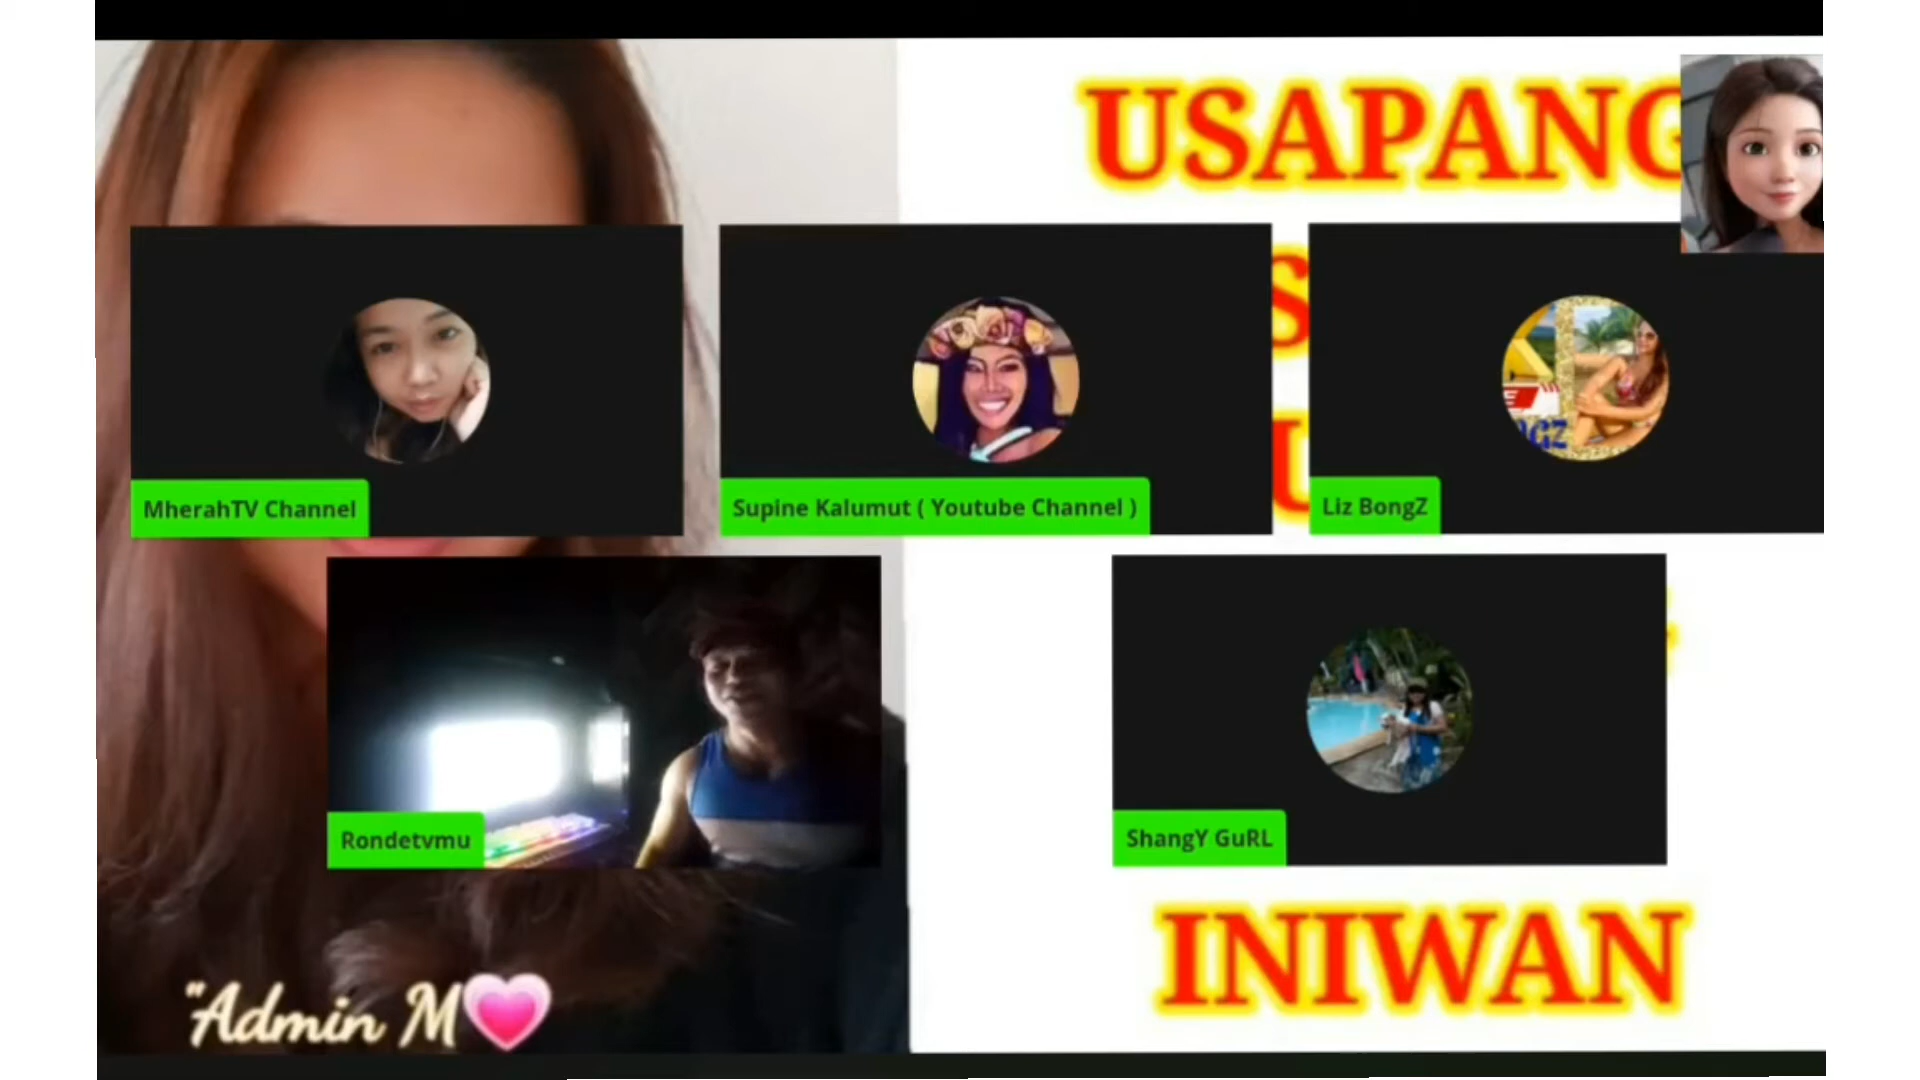 USAPANG
MherahTV Channel
Supine Kalumut ( Youtube Channel )
Liz BongZ
Rondetvmu
ShangY GuRL
INIWAN
"Admin M💗